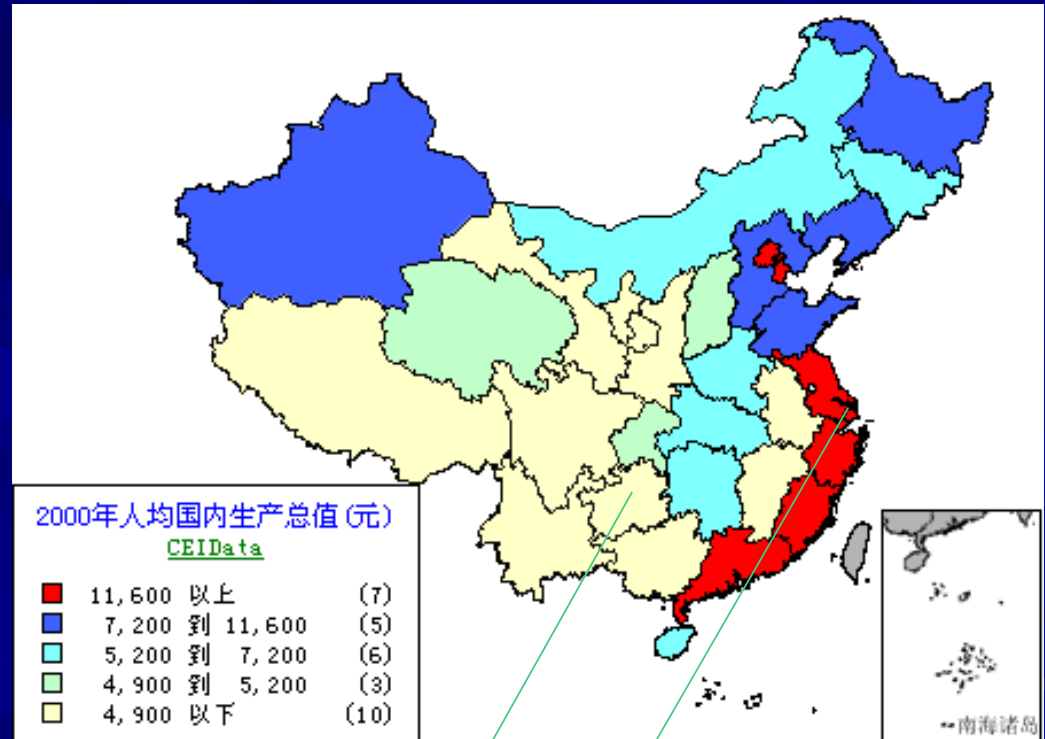 2000年人均国内生产总值(元)
CEIData
11,600 以上 (7)
7,200 到 11,600 (5)
5,200 到 7,200 (6)
4,900 到 5,200 (3)
4,900 以下 (10)
南海诸岛